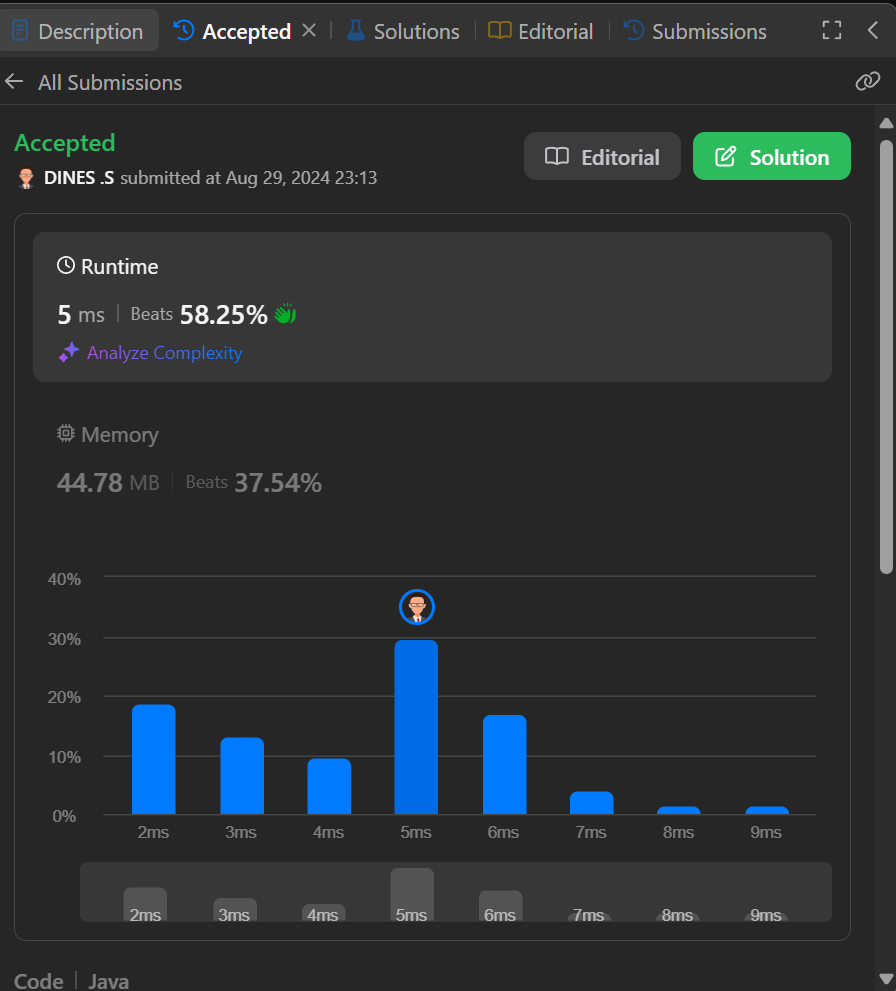 Description Accepted Solutions Editorial Submissions
All Submissions
Accepted
DINES .S submitted at Aug 29, 2024 23:13
Editorial Solution
Runtime
5 ms Beats 58.25%
Analyze Complexity
Memory
44.78 MB Beats 37.54%
40%
30%
20%
10%
0%
2ms 3ms 4ms 5ms 6ms 7ms 8ms 9ms
2ms 3ms 4ms 5ms 6ms 7ms 8ms 9ms
Code Java